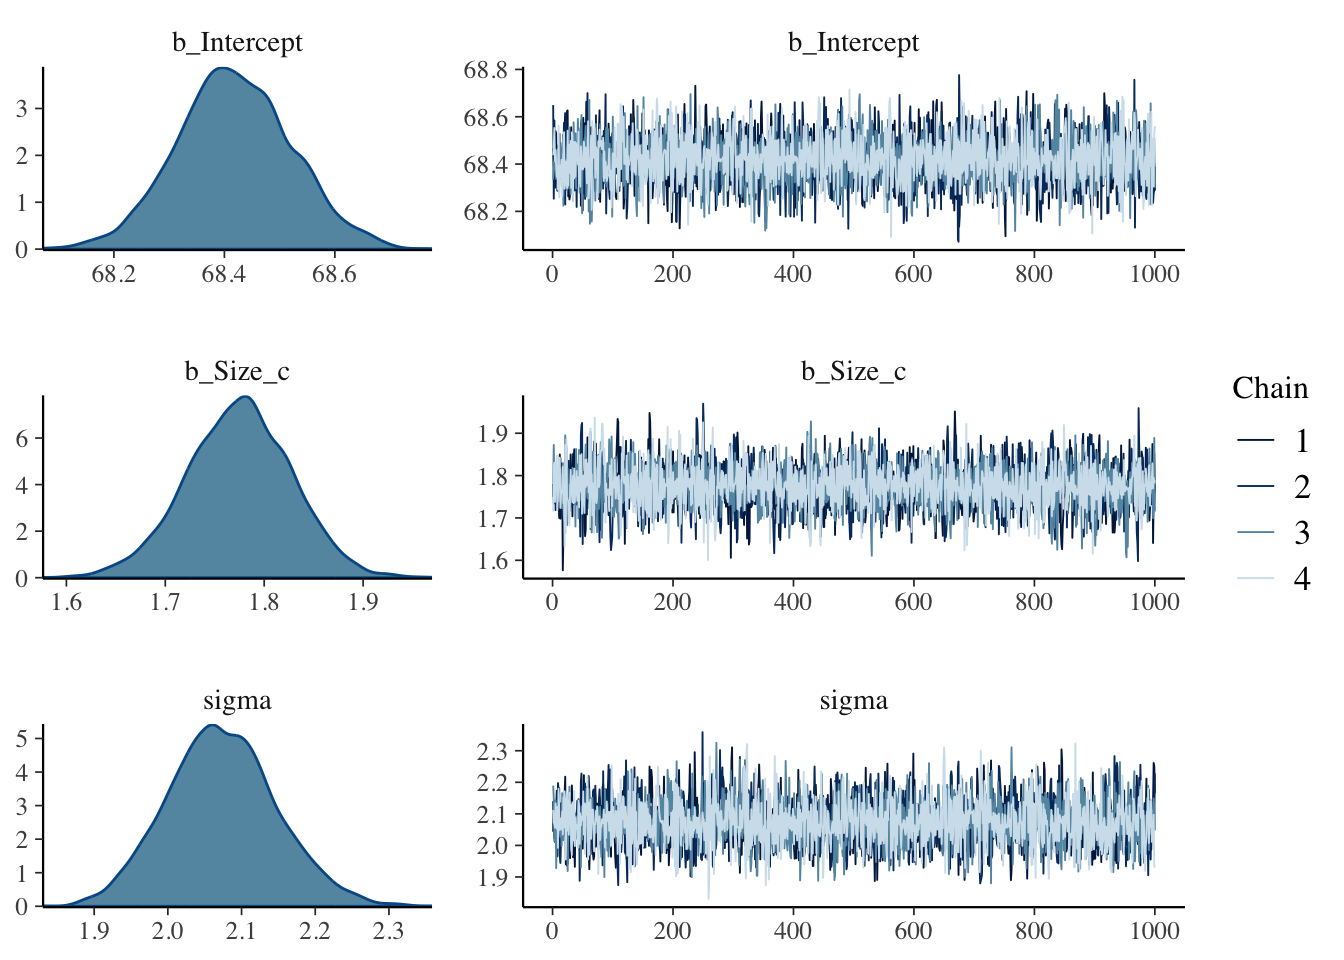 b_Intercept
3
2
1
0
68.2 68.4 68.6
b_Intercept
68.8
68.6
68.4
68.2
0 200 400 600 800 1000
b_Size_c
6
4
2
0
1.6 1.7 1.8 1.9
b_Size_c
1.9
1.8
1.7
1.6
0 200 400 600 800 1000
sigma
5
4
3
2
1
0
1.9 2.0 2.1 2.2 2.3
sigma
2.3
2.2
2.1
2.0
1.9
0 200 400 600 800 1000
Chain
1
2
3
4